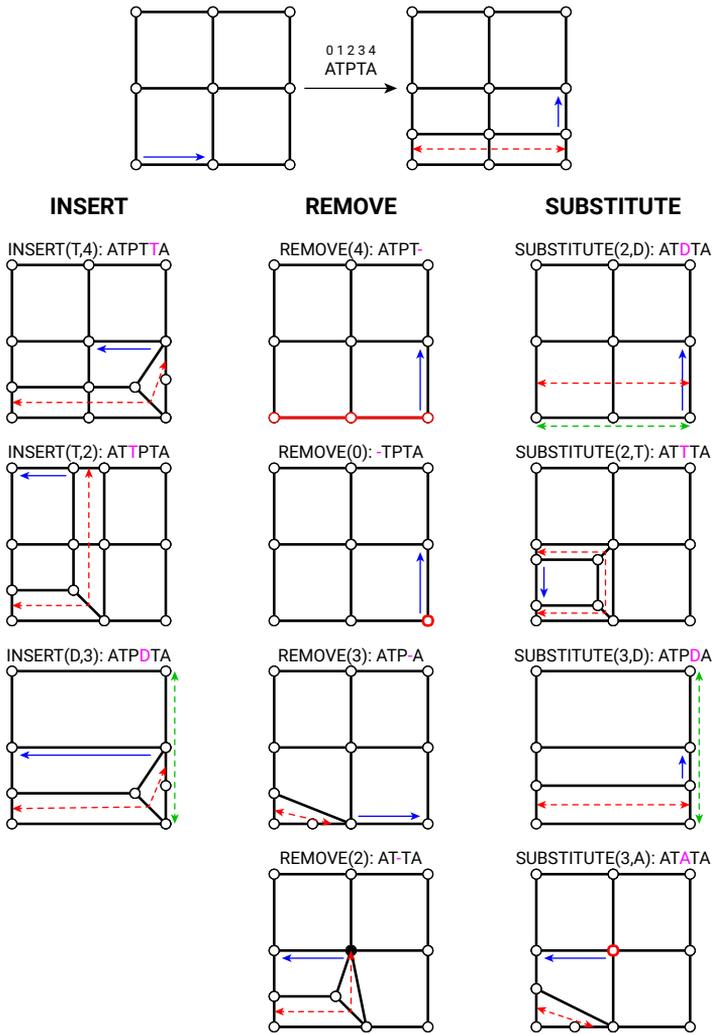 0 1 2 3 4
ATPTA
INSERT REMOVE SUBSTITUTE
INSERT(T,4): ATPTTA REMOVE(4): ATPT- SUBSTITUTE(2,D): ATDTA
INSERT(T,2): ATTPTA REMOVE(0): -TPTA SUBSTITUTE(2,T): ATTTA
INSERT(D,3): ATPDTA REMOVE(3): ATP-A SUBSTITUTE(3,D): ATPDA
REMOVE(2): AT-TA SUBSTITUTE(3,A): ATATA